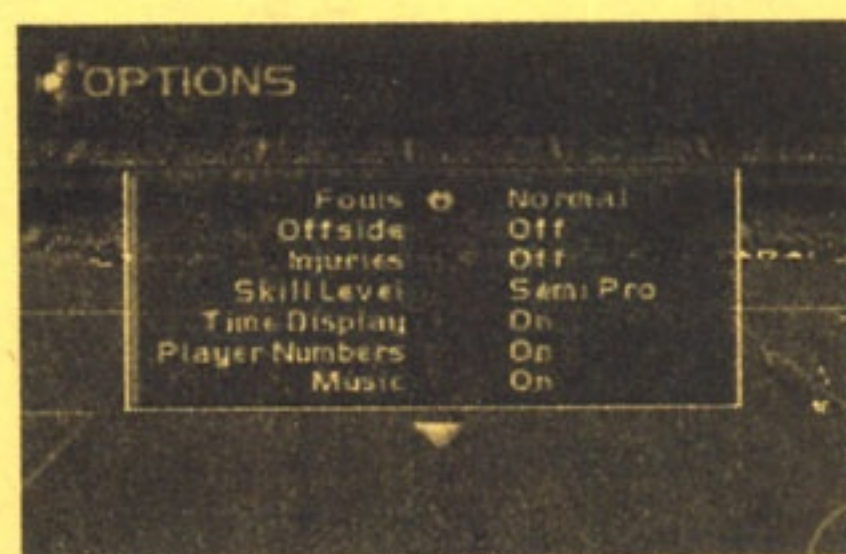 OPTIONS
Fouls Normal
Offside Off
Injuries Off
Skill Level Semi Pro
Time Display On
Player Numbers On
Music On